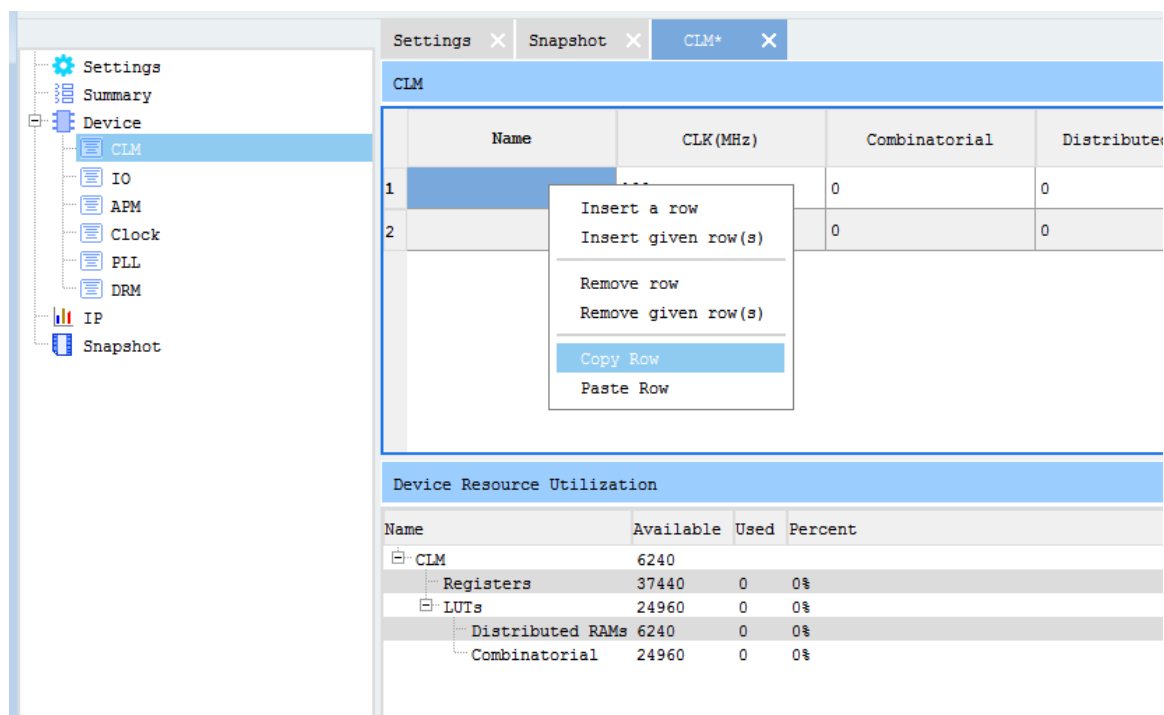 Settings
Summary
Device
CLM
IO
APM
Clock
PLL
DRM
IP
Snapshot
Settings Snapshot CLM*
CLM
Name CLK(MHz) Combinatorial Distributed
1 0 0
2 0 0
Insert a row
Insert given row(s)
Remove row
Remove given row(s)
Copy Row
Paste Row
Device Resource Utilization
Name Available Used Percent
CLM 6240
Registers 37440 0 0%
LUTs 24960 0 0%
Distributed RAMs 6240 0 0%
Combinatorial 24960 0 0%